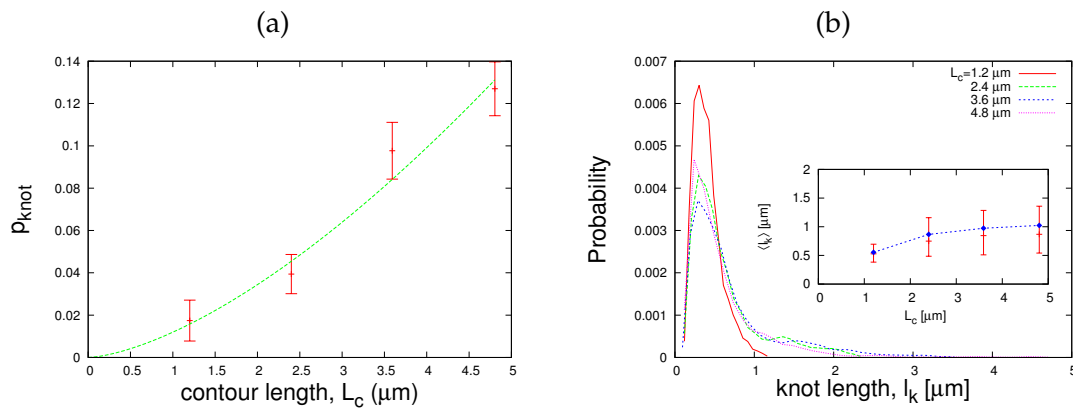 (a)
(b)
0.14
0.12
0.10
0.08
0.06
0.04
0.02
0
p_knot
0 0.5 1 1.5 2 2.5 3 3.5 4 4.5 5
contour length, L_c (μm)
0.007
0.006
0.005
0.004
0.003
0.002
0.001
0.000
Probability
0 1 2 3 4 5
knot length, l_k [μm]
L_c=1.2 μm
2.4 μm
3.6 μm
4.8 μm
2
1.5
1
0.5
0
⟨l_k⟩ [μm]
0 1 2 3 4 5
L_c [μm]